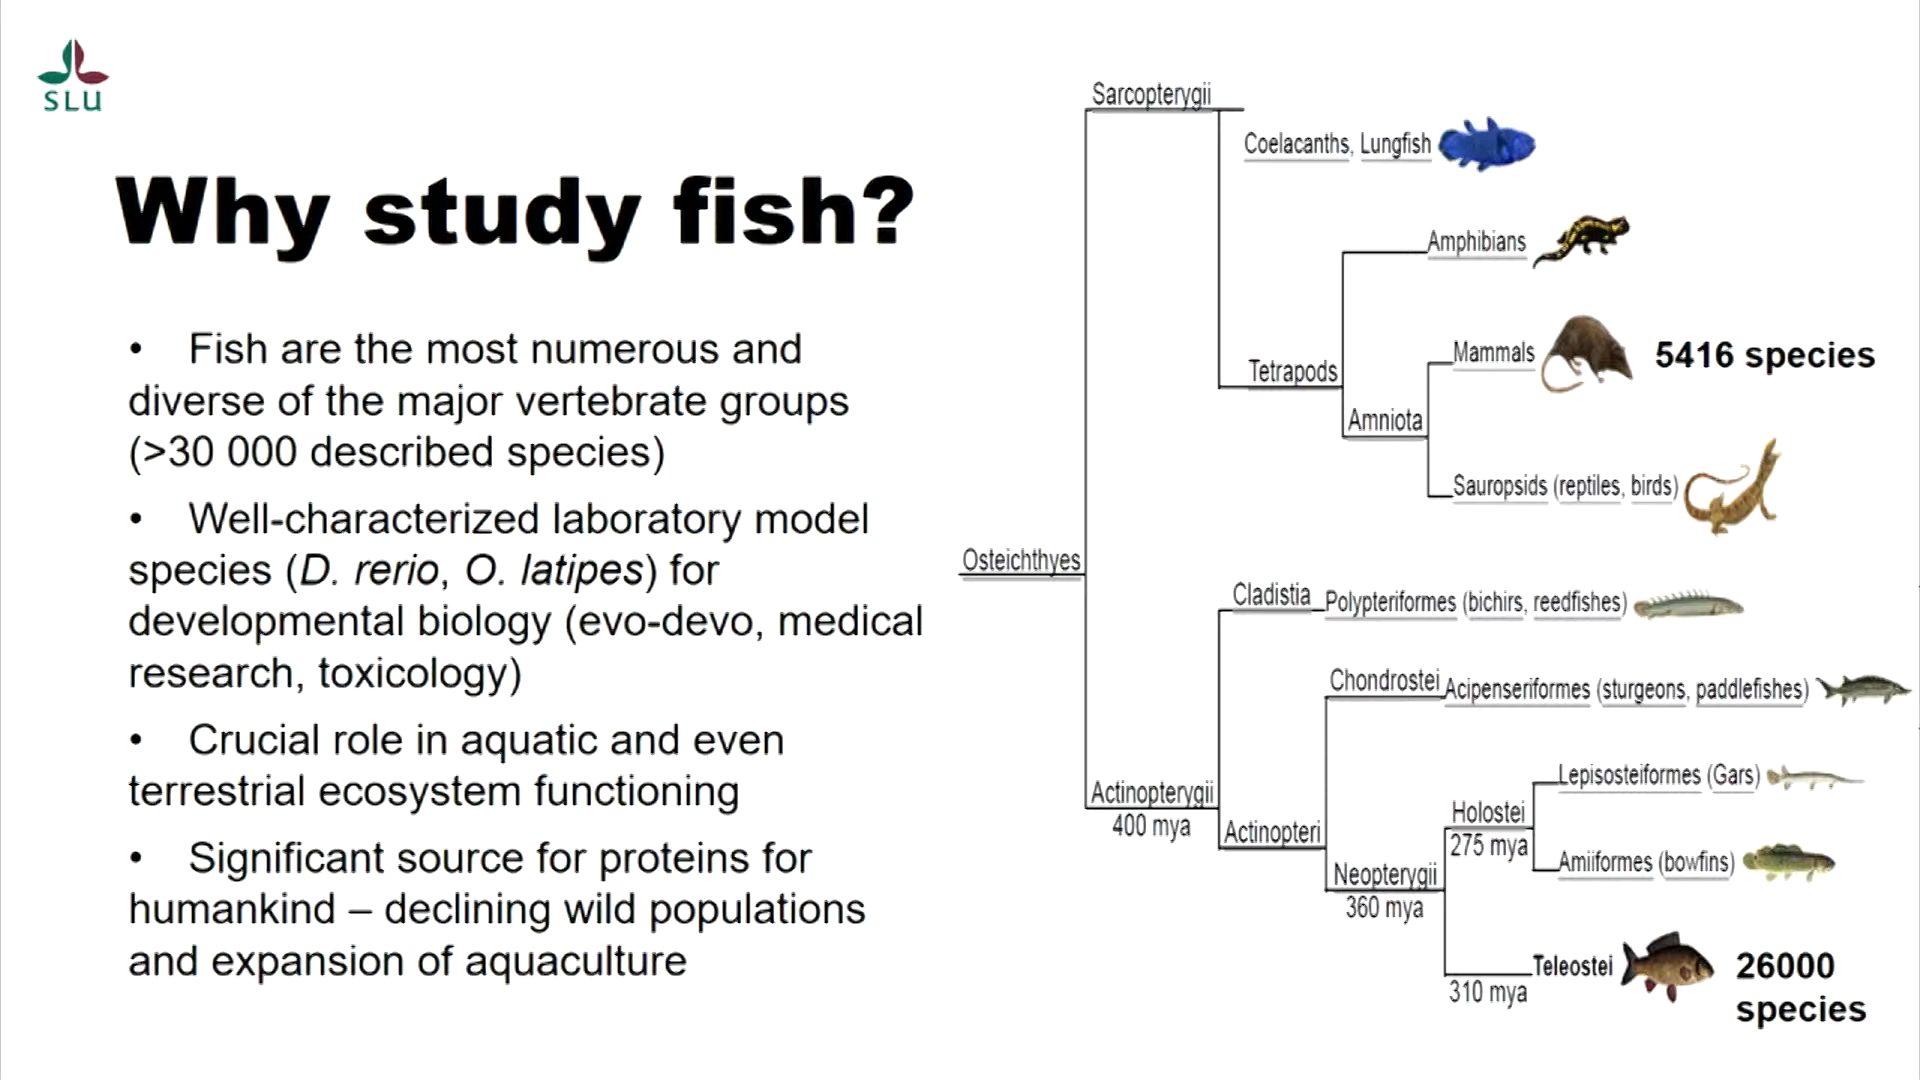 SLU
Why study fish?
• Fish are the most numerous and
diverse of the major vertebrate groups
(>30 000 described species)
• Well-characterized laboratory model
species (D. rerio, O. latipes) for
developmental biology (evo-devo, medical
research, toxicology)
• Crucial role in aquatic and even
terrestrial ecosystem functioning
• Significant source for proteins for
humankind – declining wild populations
and expansion of aquaculture
Sarcopterygii
Coelacanths, Lungfish
Amphibians
Mammals
5416 species
Tetrapods
Amniota
Sauropsids (reptiles, birds)
Osteichthyes
Cladistia
Polypteriformes (bichirs, reedfishes)
Chondrostei
Acipenseriformes (sturgeons, paddlefishes)
Lepisosteiformes (Gars)
Actinopterygii
400 mya
Holostei
275 mya
Actinopteri
Amiiformes (bowfins)
Neopterygii
360 mya
Teleostei
310 mya
26000
species